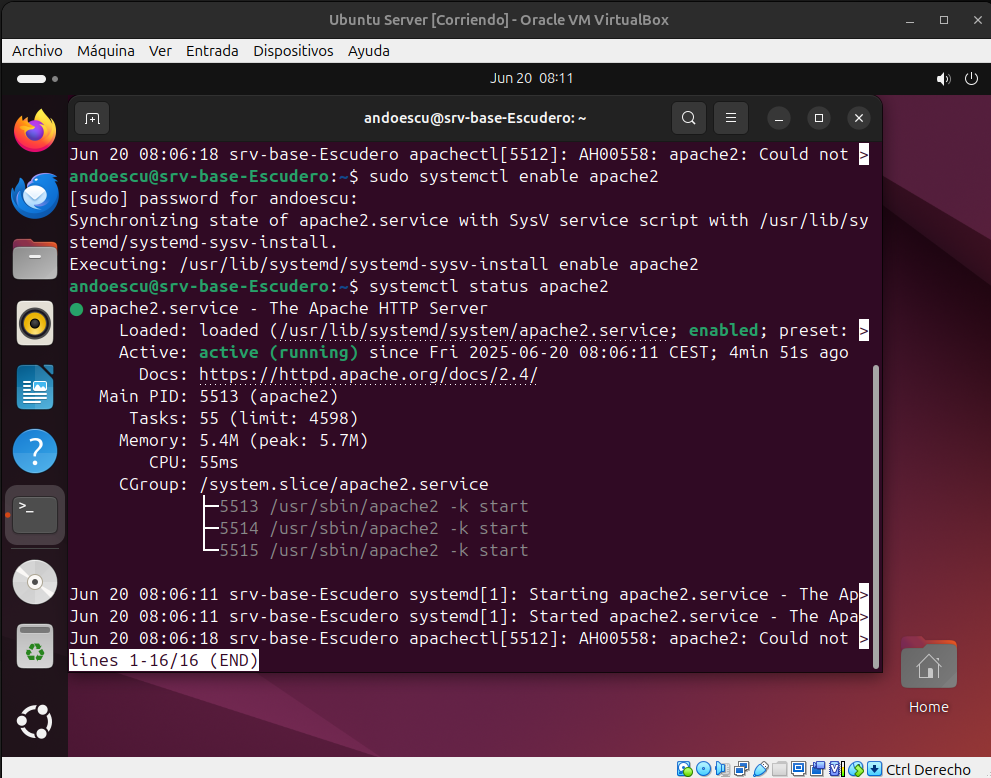 Ubuntu Server [Corriendo] - Oracle VM VirtualBox
Archivo Máquina Ver Entrada Dispositivos Ayuda
Jun 20 08:11
andoescu@srv-base-Escudero: ~
Jun 20 08:06:18 srv-base-Escudero apachectl[5512]: AH00558: apache2: Could not >
andoescu@srv-base-Escudero:~$ sudo systemctl enable apache2
[sudo] password for andoescu:
Synchronizing state of apache2.service with SysV service script with /usr/lib/sy
stemd/systemd-sysv-install.
Executing: /usr/lib/systemd/systemd-sysv-install enable apache2
andoescu@srv-base-Escudero:~$ systemctl status apache2
● apache2.service - The Apache HTTP Server
Loaded: loaded (/usr/lib/systemd/system/apache2.service; enabled; preset: >
Active: active (running) since Fri 2025-06-20 08:06:11 CEST; 4min 51s ago
Docs: https://httpd.apache.org/docs/2.4/
Main PID: 5513 (apache2)
Tasks: 55 (limit: 4598)
Memory: 5.4M (peak: 5.7M)
CPU: 55ms
CGroup: /system.slice/apache2.service
├─5513 /usr/sbin/apache2 -k start
├─5514 /usr/sbin/apache2 -k start
└─5515 /usr/sbin/apache2 -k start
Jun 20 08:06:11 srv-base-Escudero systemd[1]: Starting apache2.service - The Ap>
Jun 20 08:06:11 srv-base-Escudero systemd[1]: Started apache2.service - The Apa>
Jun 20 08:06:18 srv-base-Escudero apachectl[5512]: AH00558: apache2: Could not >
lines 1-16/16 (END)
Home
Ctrl Derecho